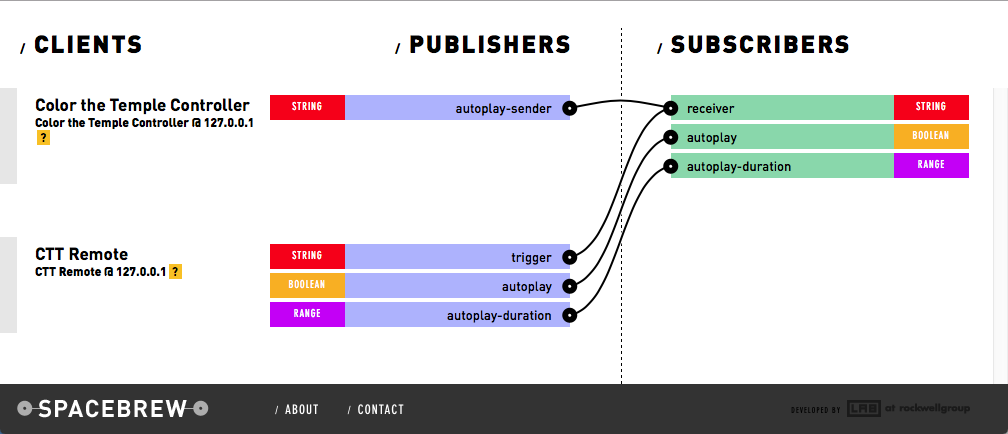 / CLIENTS
/ PUBLISHERS
/ SUBSCRIBERS
Color the Temple Controller
Color the Temple Controller @ 127.0.0.1
?
STRING
autoplay-sender
receiver
STRING
autoplay
BOOLEAN
autoplay-duration
RANGE
CTT Remote
CTT Remote @ 127.0.0.1 ?
STRING
trigger
BOOLEAN
autoplay
RANGE
autoplay-duration
SPACEBREW
/ ABOUT
/ CONTACT
DEVELOPED BY LAB at rockwellgroup